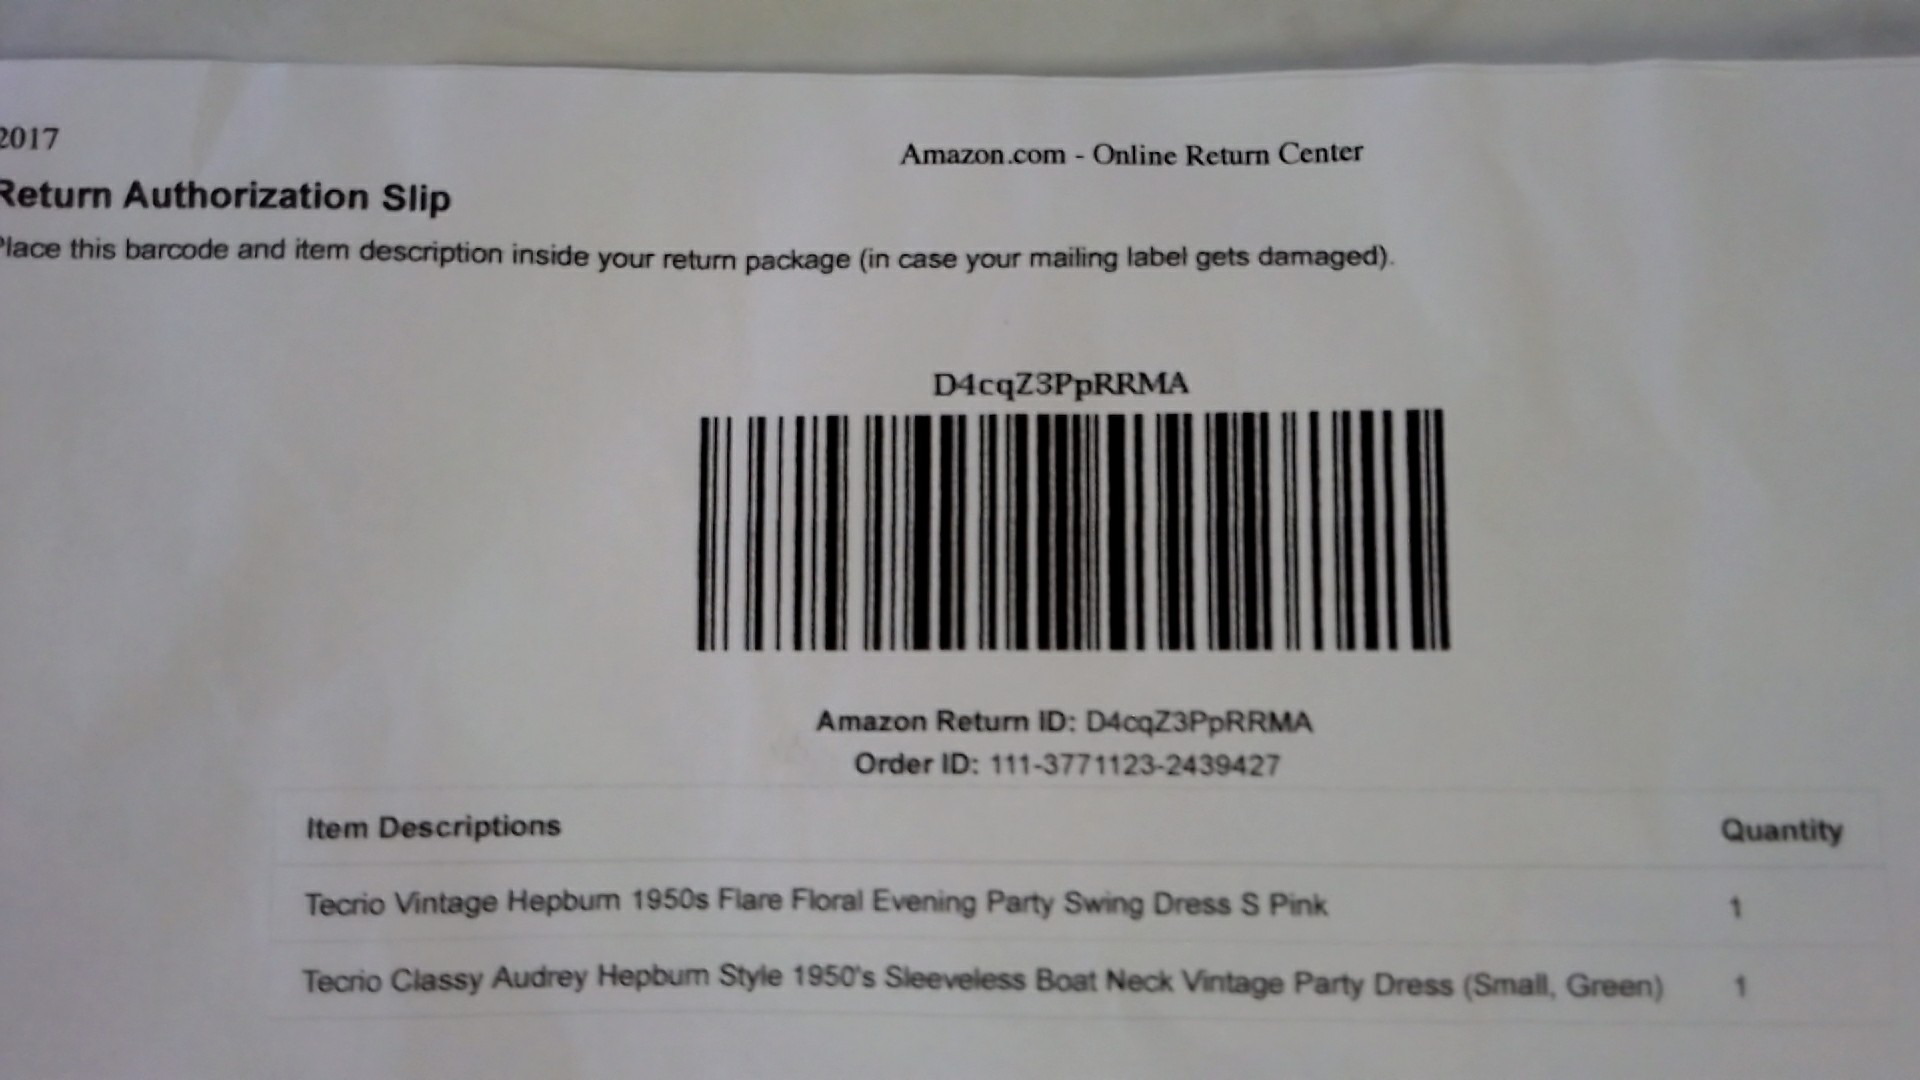 2017
Amazon.com - Online Return Center
Return Authorization Slip
Place this barcode and item description inside your return package (in case your mailing label gets damaged).
D4cqZ3PpRRMA
Amazon Return ID: D4cqZ3PpRRMA
Order ID: 111-3771123-2439427
Item Descriptions Quantity
Tecrio Vintage Hepburn 1950s Flare Floral Evening Party Swing Dress S Pink 1
Tecrio Classy Audrey Hepburn Style 1950's Sleeveless Boat Neck Vintage Party Dress (Small, Green) 1